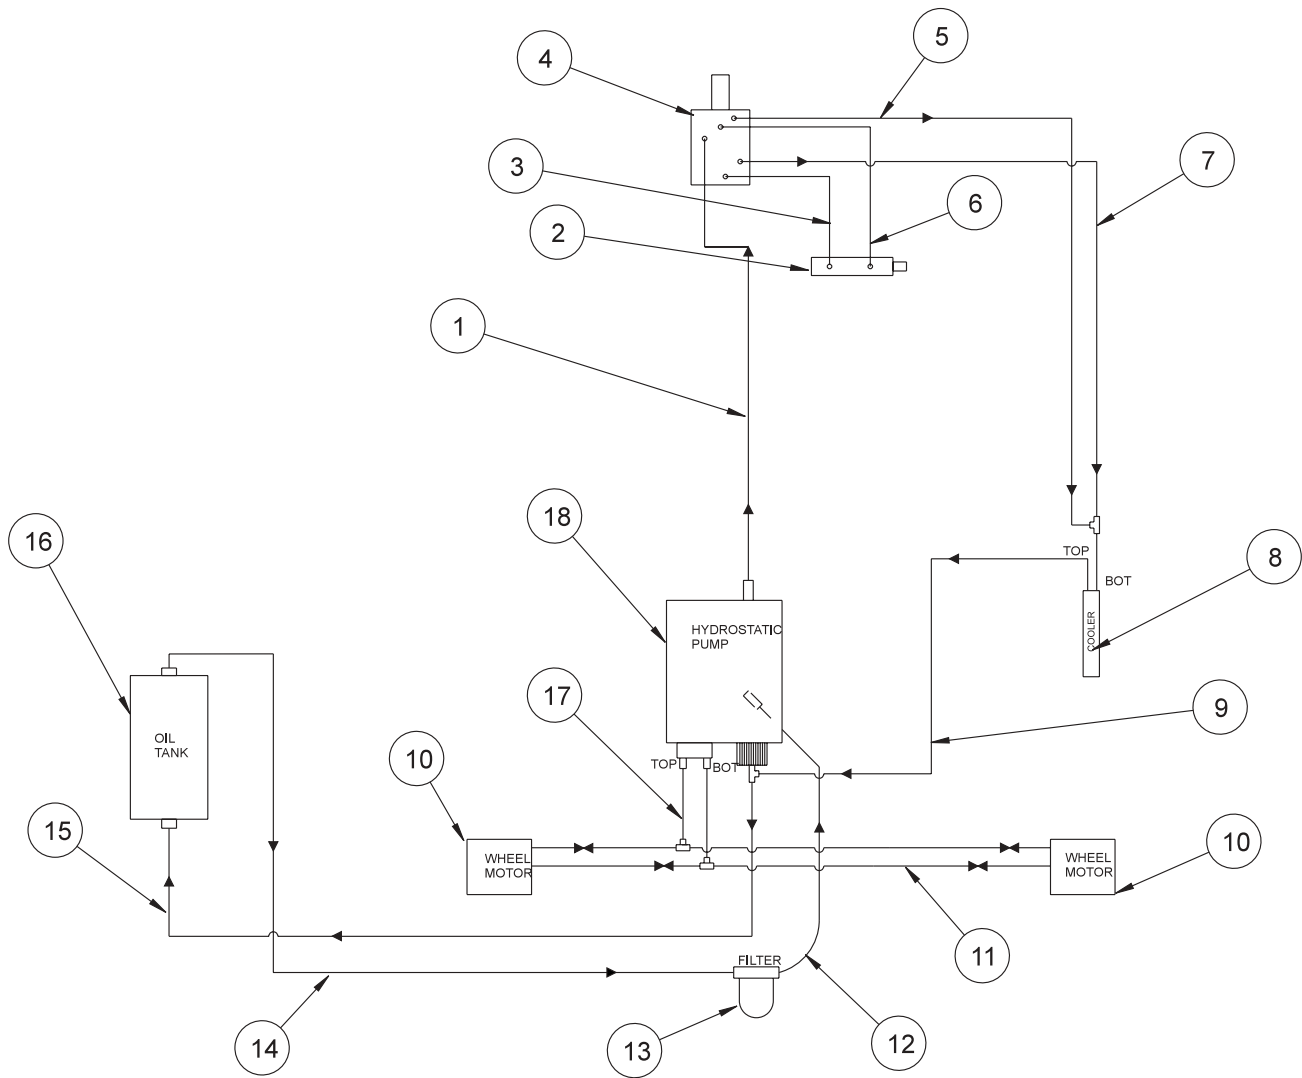 5
4
3
7
6
2
1
18
16
TOP
8
BOT
HYDROSTATIC
PUMP
COOLER
17
9
OIL
TANK
10
TOP
BOT
15
10
WHEEL
MOTOR
WHEEL
MOTOR
11
FILTER
14
13
12